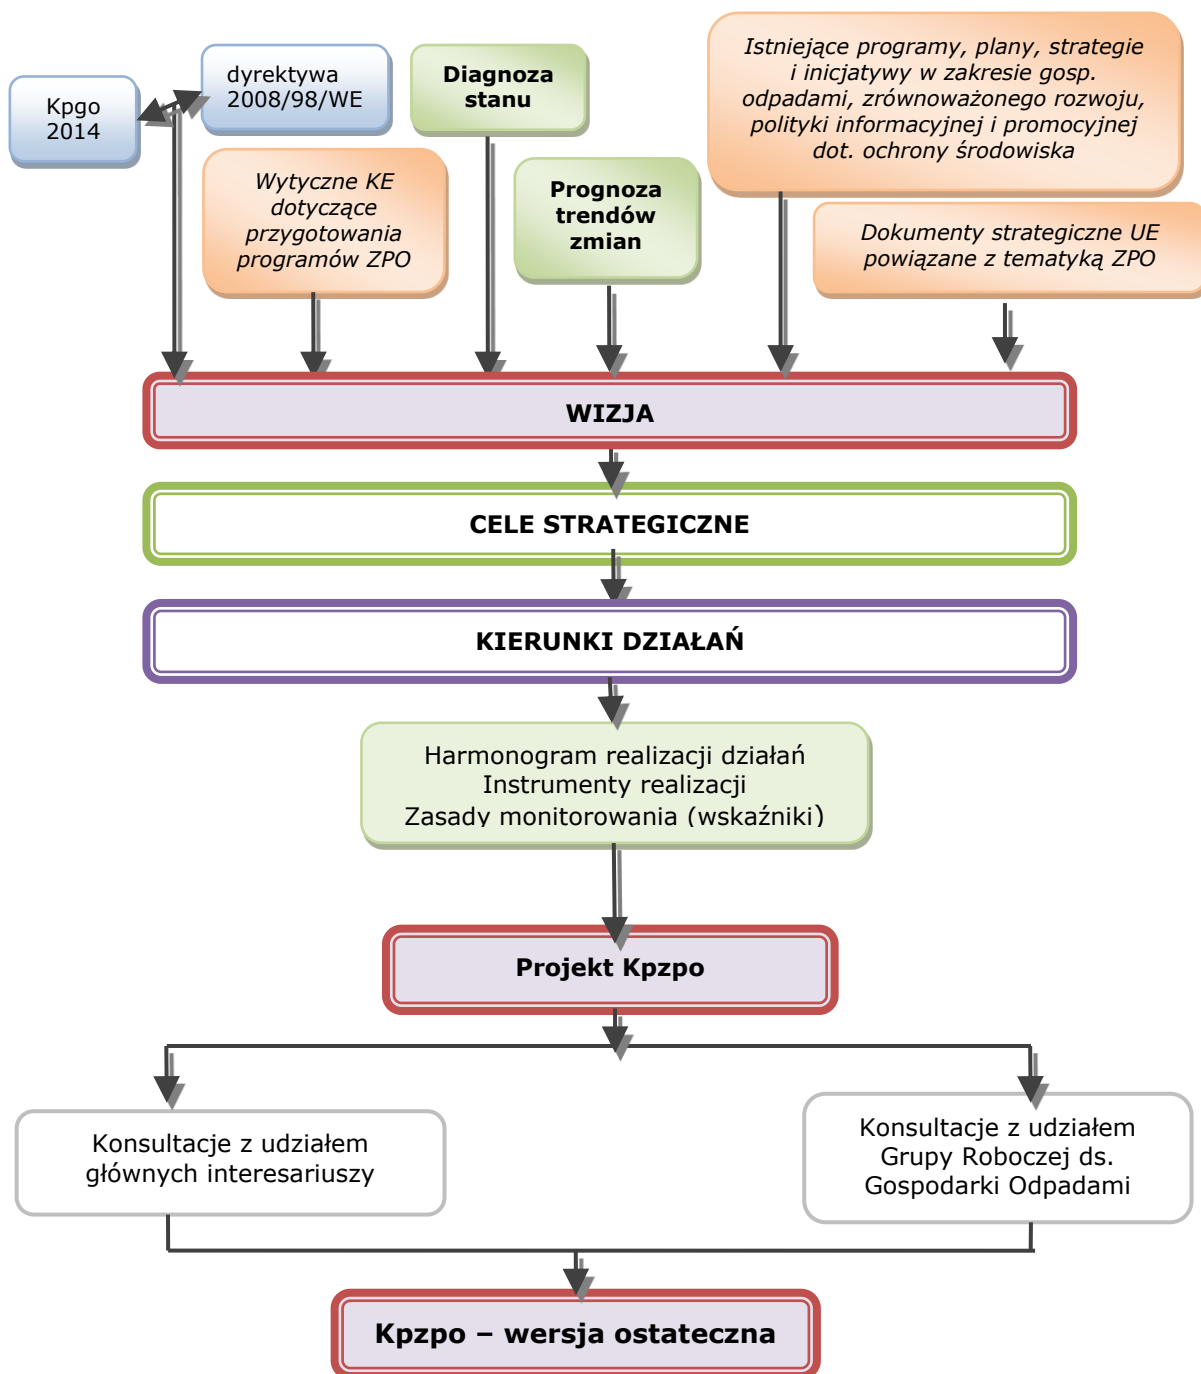 Kpgo
2014
dyrektywa
2008/98/WE
Diagnoza
stanu
Istniejące programy, plany, strategie
i inicjatywy w zakresie gosp.
odpadami, zrównoważonego rozwoju,
polityki informacyjnej i promocyjnej
dot. ochrony środowiska
Wytyczne KE
dotyczące
przygotowania
programów ZPO
Prognoza
trendów
zmian
Dokumenty strategiczne UE
powiązane z tematyką ZPO
WIZJA
CELE STRATEGICZNE
KIERUNKI DZIAŁAŃ
Harmonogram realizacji działań
Instrumenty realizacji
Zasady monitorowania (wskaźniki)
Projekt Kpzpo
Konsultacje z udziałem
głównych interesariuszy
Konsultacje z udziałem
Grupy Roboczej ds.
Gospodarki Odpadami
Kpzpo – wersja ostateczna